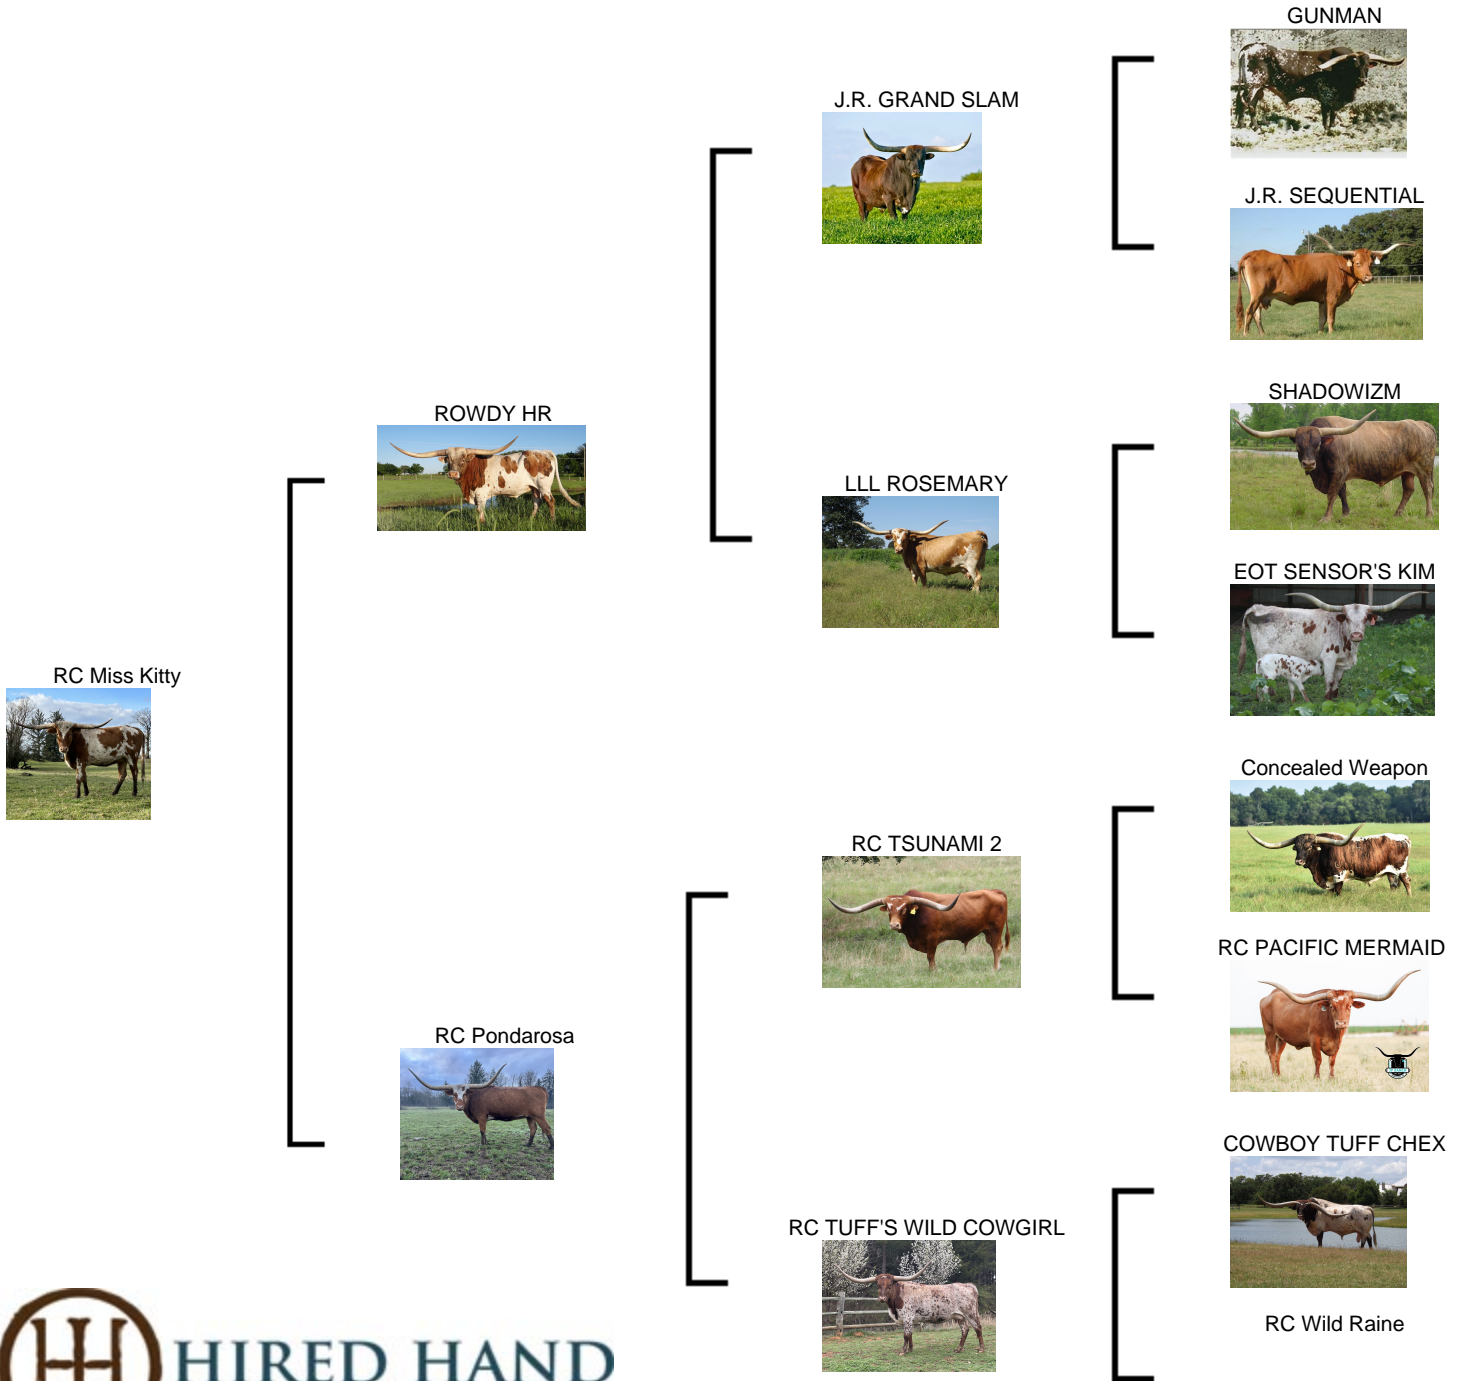 GUNMAN
J.R. GRAND SLAM
J.R. SEQUENTIAL
SHADOWIZM
ROWDY HR
LLL ROSEMARY
EOT SENSOR'S KIM
RC Miss Kitty
Concealed Weapon
RC TSUNAMI 2
RC PACIFIC MERMAID
RC Pondarosa
COWBOY TUFF CHEX
RC TUFF'S WILD COWGIRL
RC Wild Raine
HIRED HAND